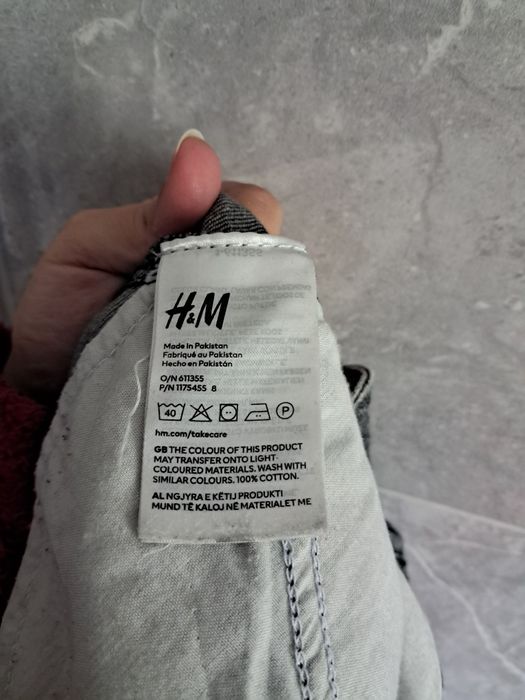 H&M
Made in Pakistan
Fabriqué au Pakistan
Hecho en Pakistán
O/N 611355
P/N 1175455 8
40 P
hm.com/takecare
GB THE COLOUR OF THIS PRODUCT
MAY TRANSFER ONTO LIGHT-
COLOURED MATERIALS. WASH WITH
SIMILAR COLOURS. 100% COTTON.
AL NGJYRA E KËTIJ PRODUKTI
MUND TË KALOJ NË MATERIALET ME